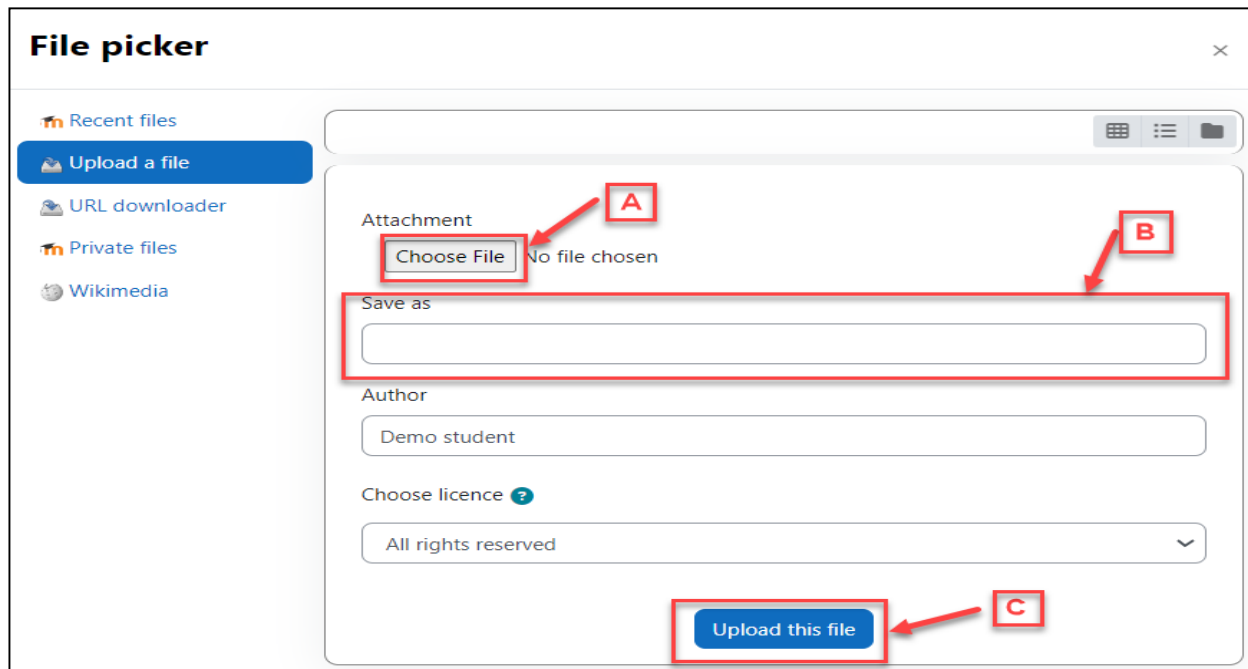 File picker
×
Recent files
Upload a file
URL downloader
Private files
Wikimedia
A
B
Attachment
Choose File No file chosen
Save as
Author
Demo student
Choose licence ?
All rights reserved
C
Upload this file